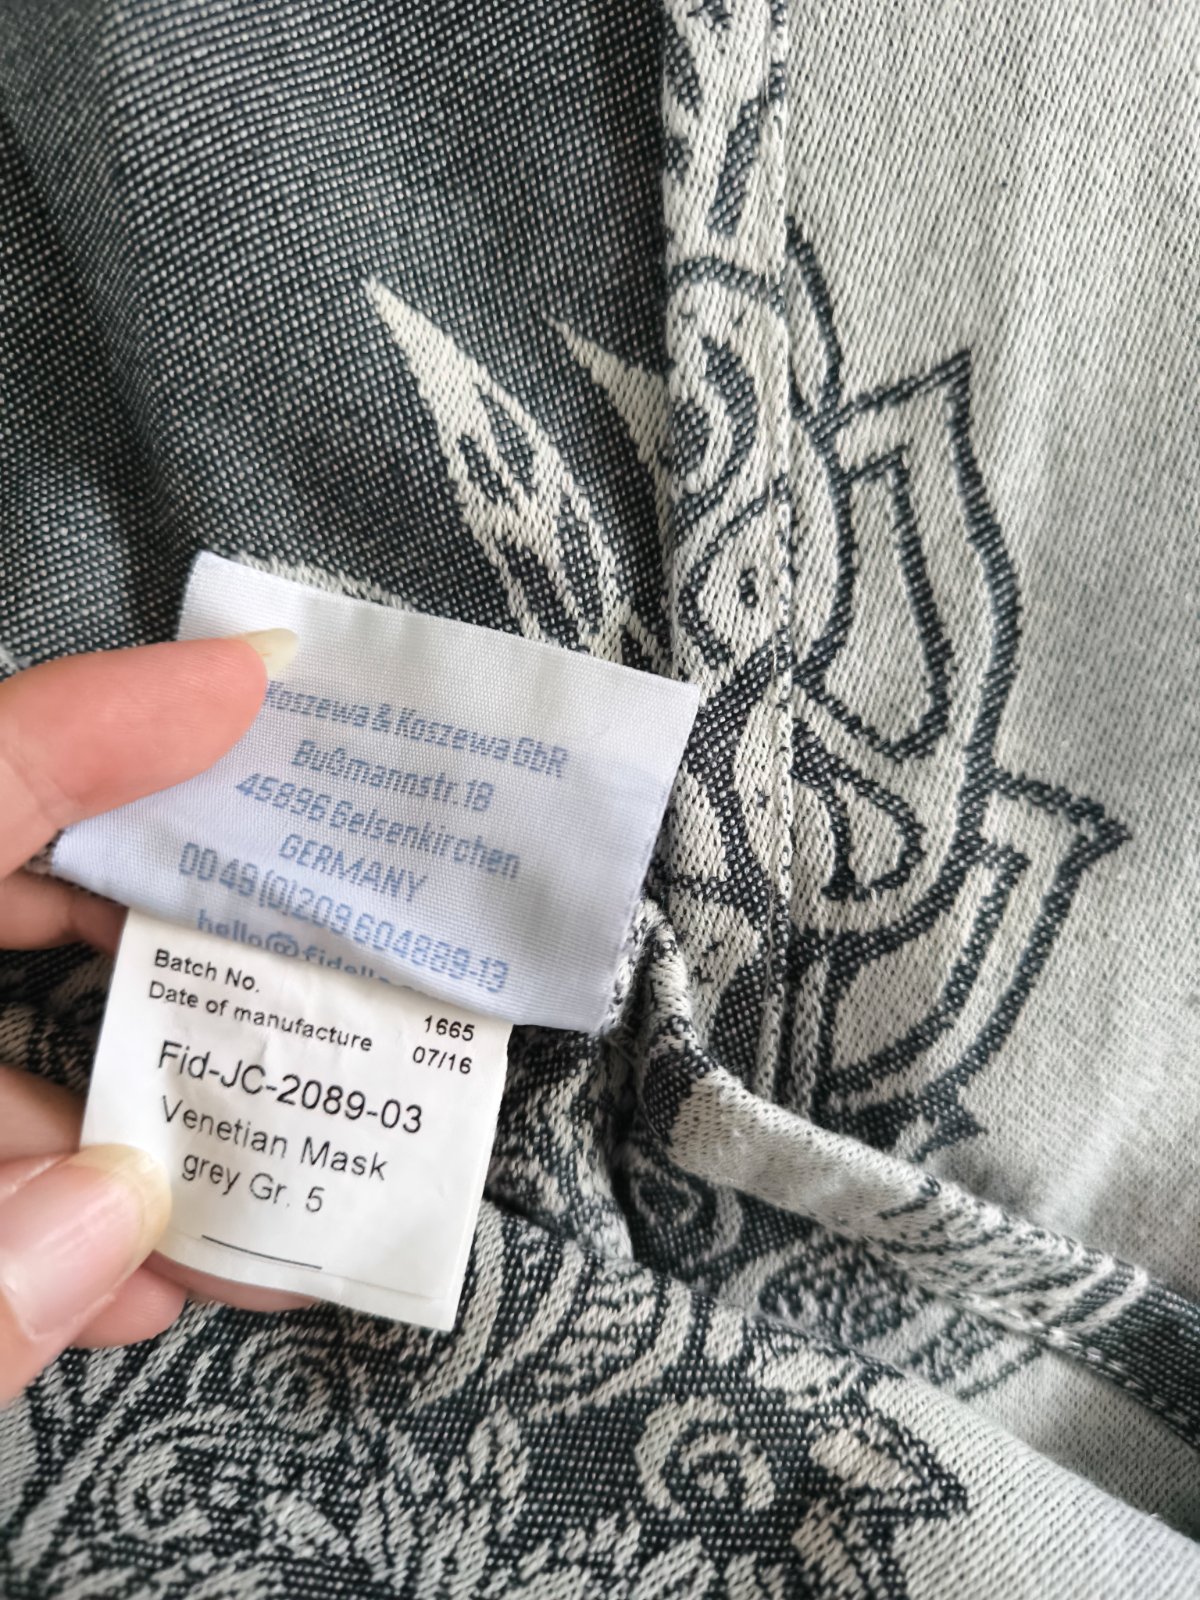 Koszewa & Koszewa GbR
Bußmannstr. 18
45896 Gelsenkirchen
GERMANY
0049 (0)209 604889-13
Batch No. 1665
Date of manufacture 07/16
Fid-JC-2089-03
Venetian Mask
grey Gr. 5